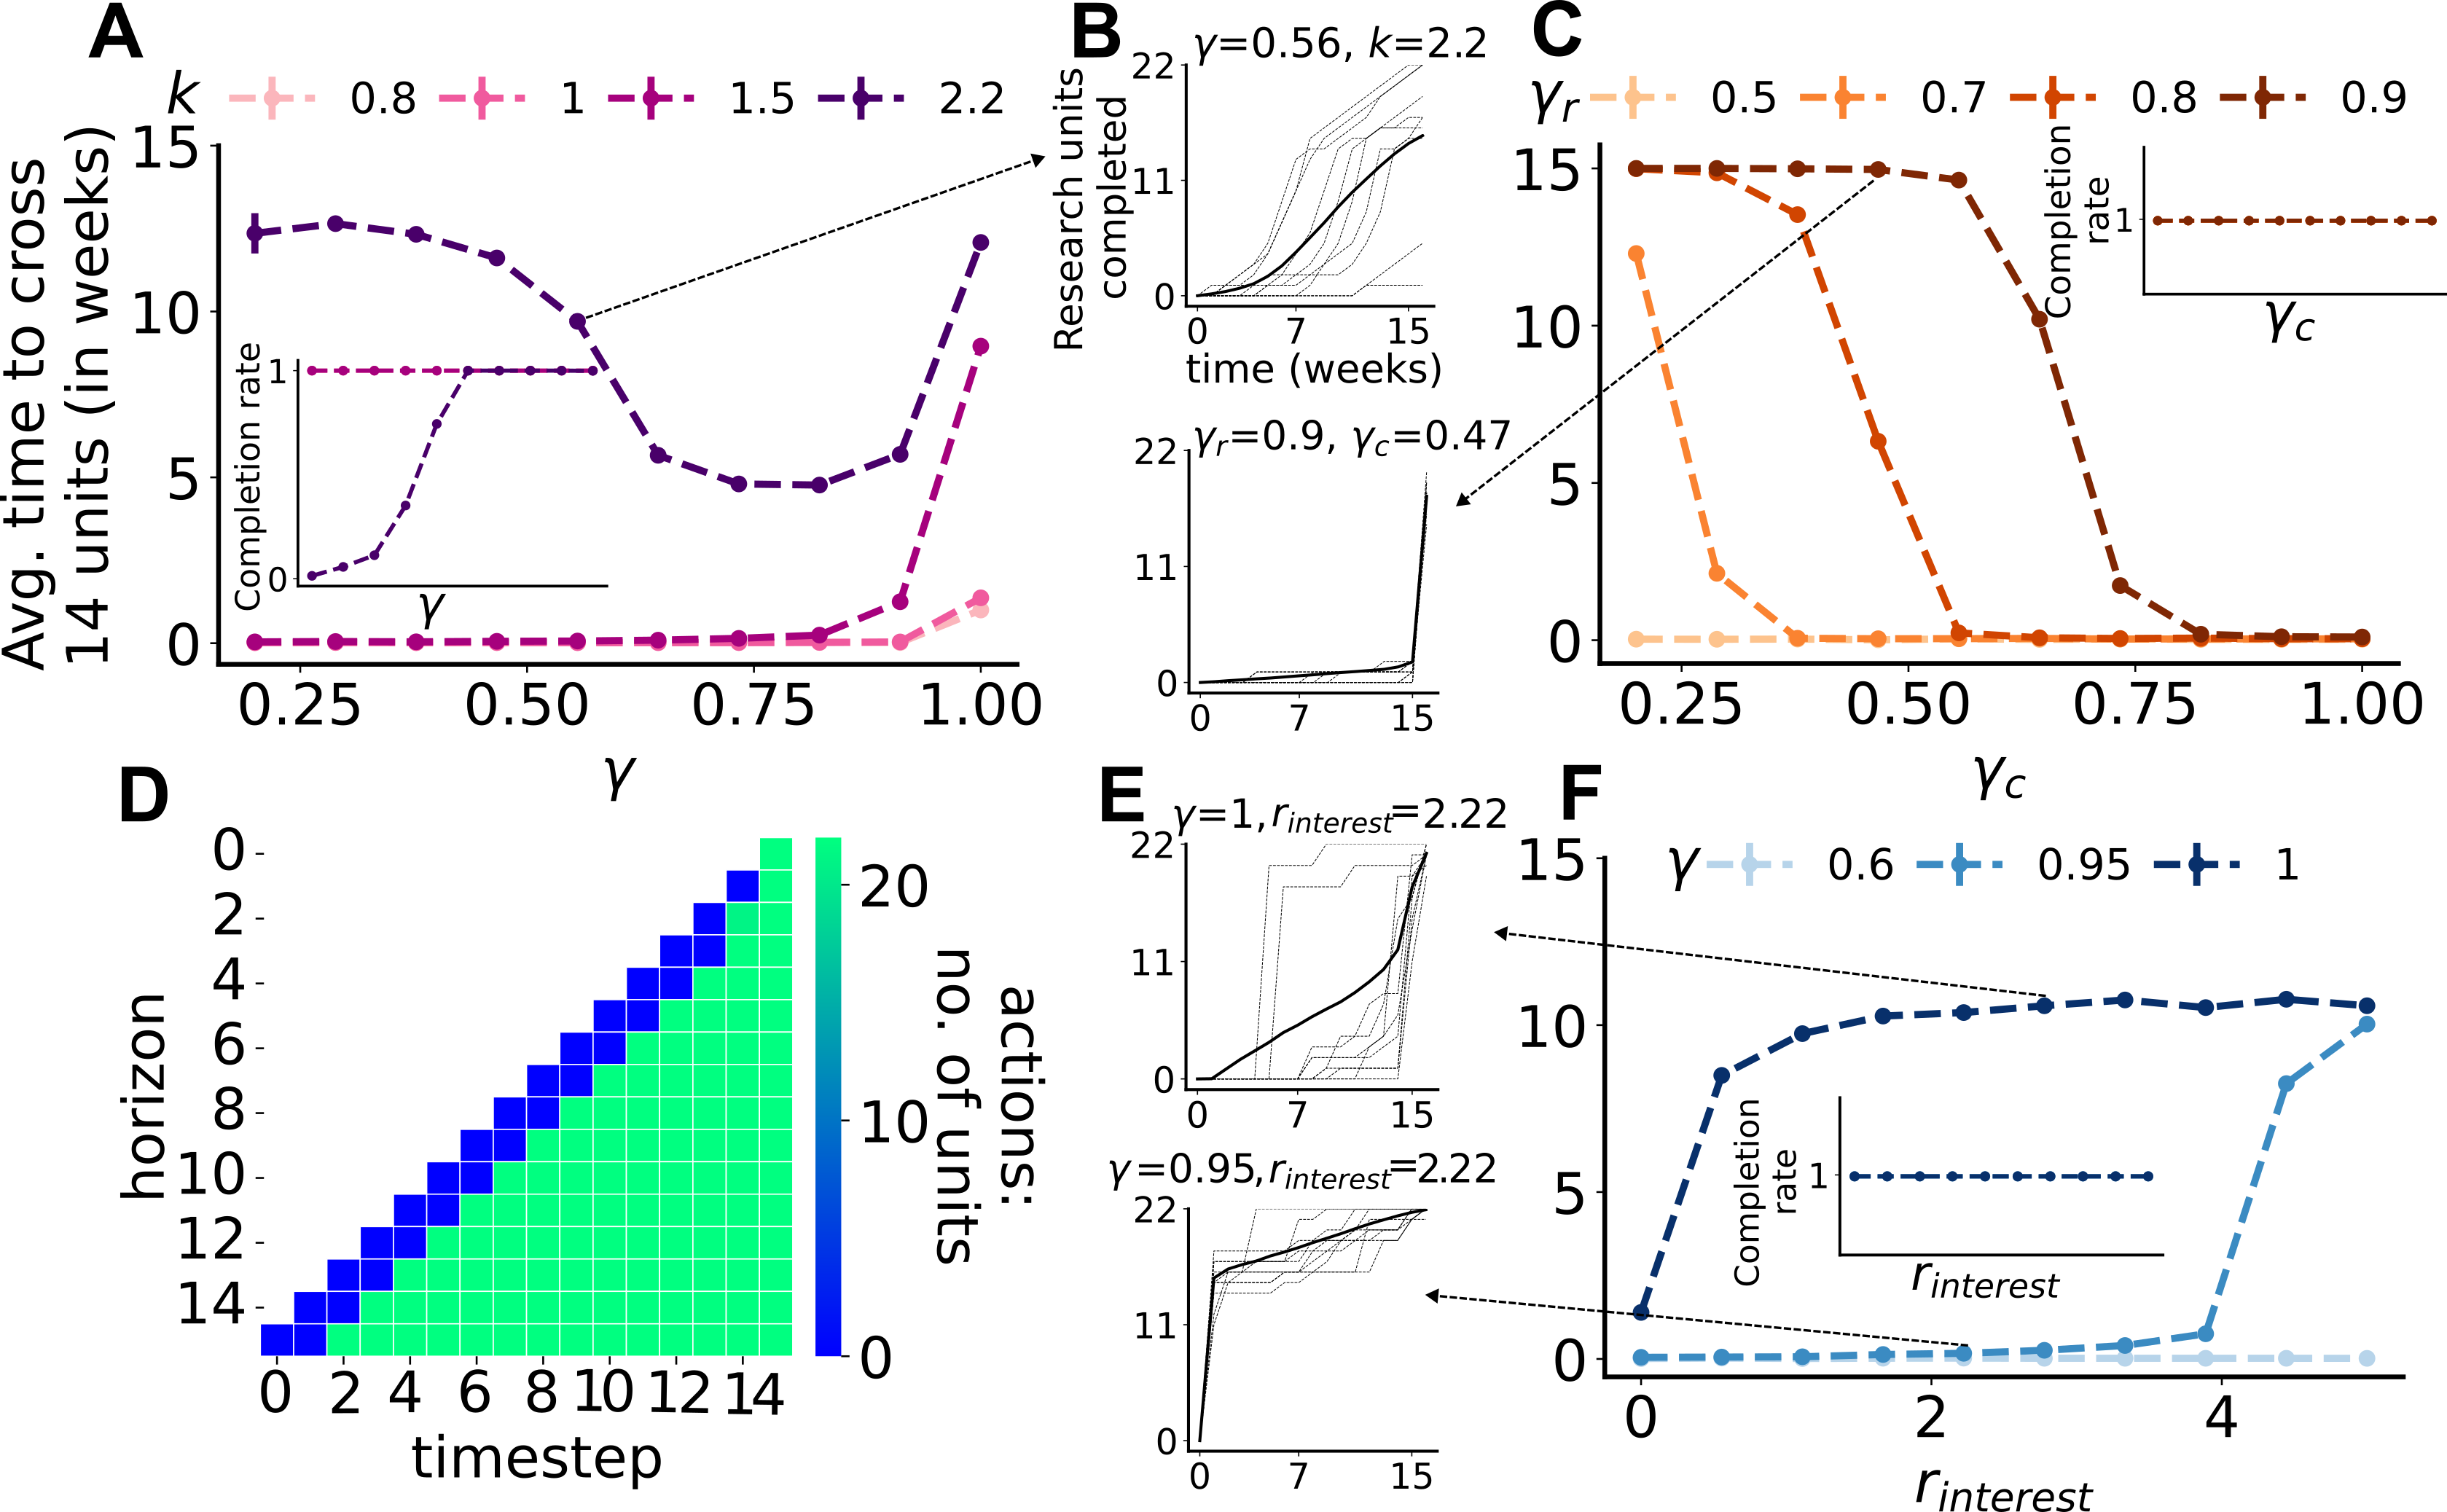 A
k 0.8 1 1.5 2.2
Avg. time to cross
14 units (in weeks)
15
10
5
0
0.25 0.50 0.75 1.00
γ
Completion rate
1
0
γ
B
γ=0.56, k=2.2
Research units
completed
22
11
0
0 7 15
time (weeks)
γr=0.9, γc=0.47
22
11
0
0 7 15
C
γr 0.5 0.7 0.8 0.9
15
10
5
0
0.25 0.50 0.75 1.00
γc
Completion
rate
1
γc
D
horizon
0
2
4
6
8
10
12
14
0 2 4 6 8 10 12 14
timestep
20
10
0
actions:
no. of units
E
γ=1, rinterest=2.22
22
11
0
0 7 15
γ=0.95, rinterest=2.22
22
11
0
0 7 15
F
γ 0.6 0.95 1
15
10
5
0
0 2 4
rinterest
Completion
rate
1
rinterest